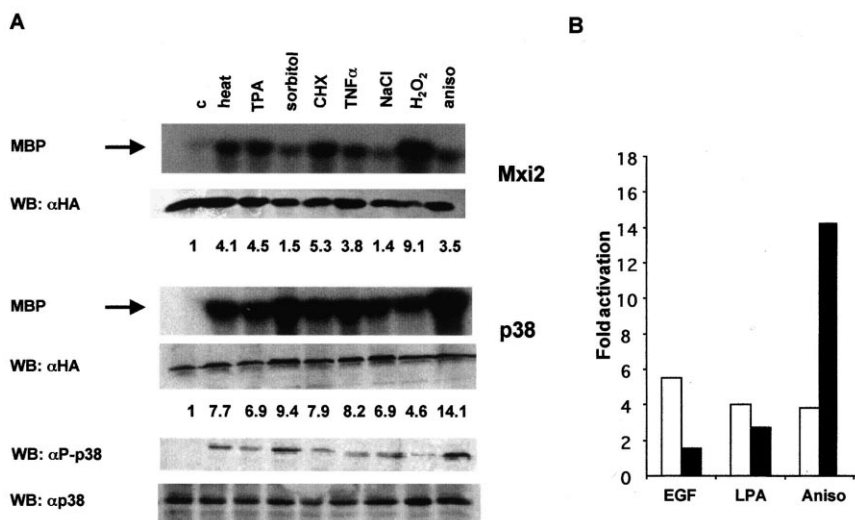 A
c heat TPA sorbitol CHX TNFα NaCl H₂O₂ aniso
MBP
Mxi2
WB: αHA
1 4.1 4.5 1.5 5.3 3.8 1.4 9.1 3.5
MBP
p38
WB: αHA
1 7.7 6.9 9.4 7.9 8.2 6.9 4.6 14.1
WB: αP-p38
WB: αp38
B
Fold activation
18
16
14
12
10
8
6
4
2
0
EGF LPA Aniso